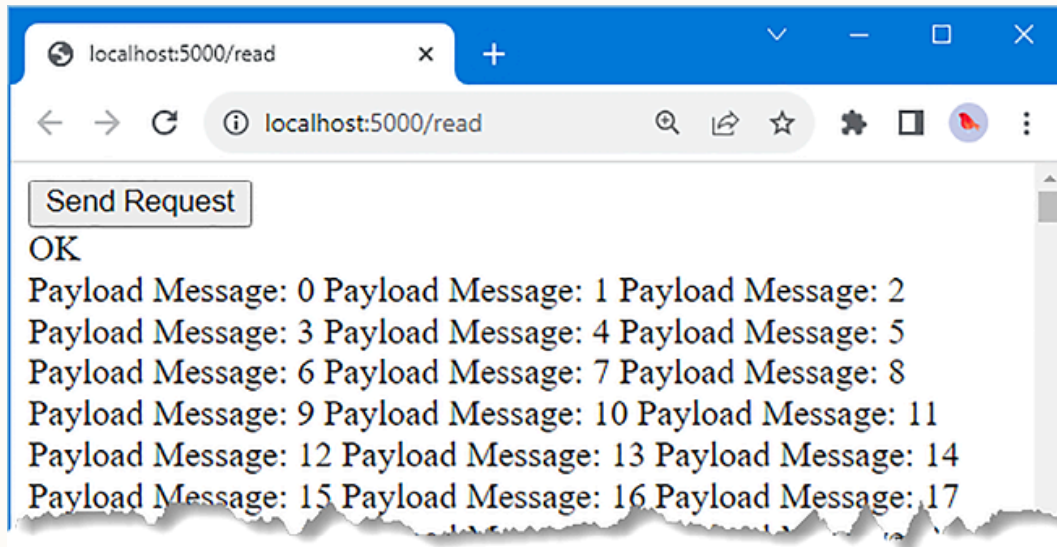 localhost:5000/read
localhost:5000/read
Send Request
OK
Payload Message: 0 Payload Message: 1 Payload Message: 2
Payload Message: 3 Payload Message: 4 Payload Message: 5
Payload Message: 6 Payload Message: 7 Payload Message: 8
Payload Message: 9 Payload Message: 10 Payload Message: 11
Payload Message: 12 Payload Message: 13 Payload Message: 14
Payload Message: 15 Payload Message: 16 Payload Message: 17